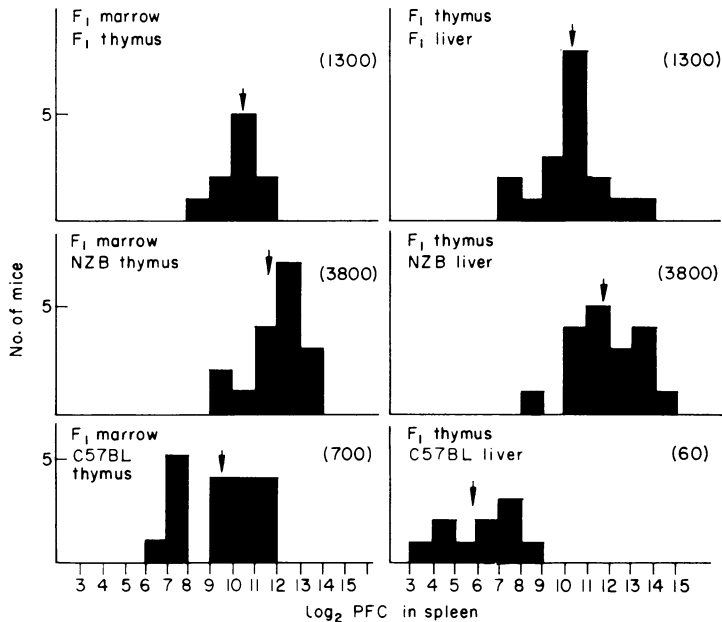 F₁ marrow
F₁ thymus
(1300)
5
F₁ thymus
F₁ liver
(1300)
F₁ marrow
NZB thymus
(3800)
5
F₁ thymus
NZB liver
(3800)
No. of mice
F₁ marrow
C57BL
thymus
(700)
5
F₁ thymus
C57BL liver
(60)
3 4 5 6 7 8 9 10 11 12 13 14 15
3 4 5 6 7 8 9 10 11 12 13 14 15
Log₂ PFC in spleen